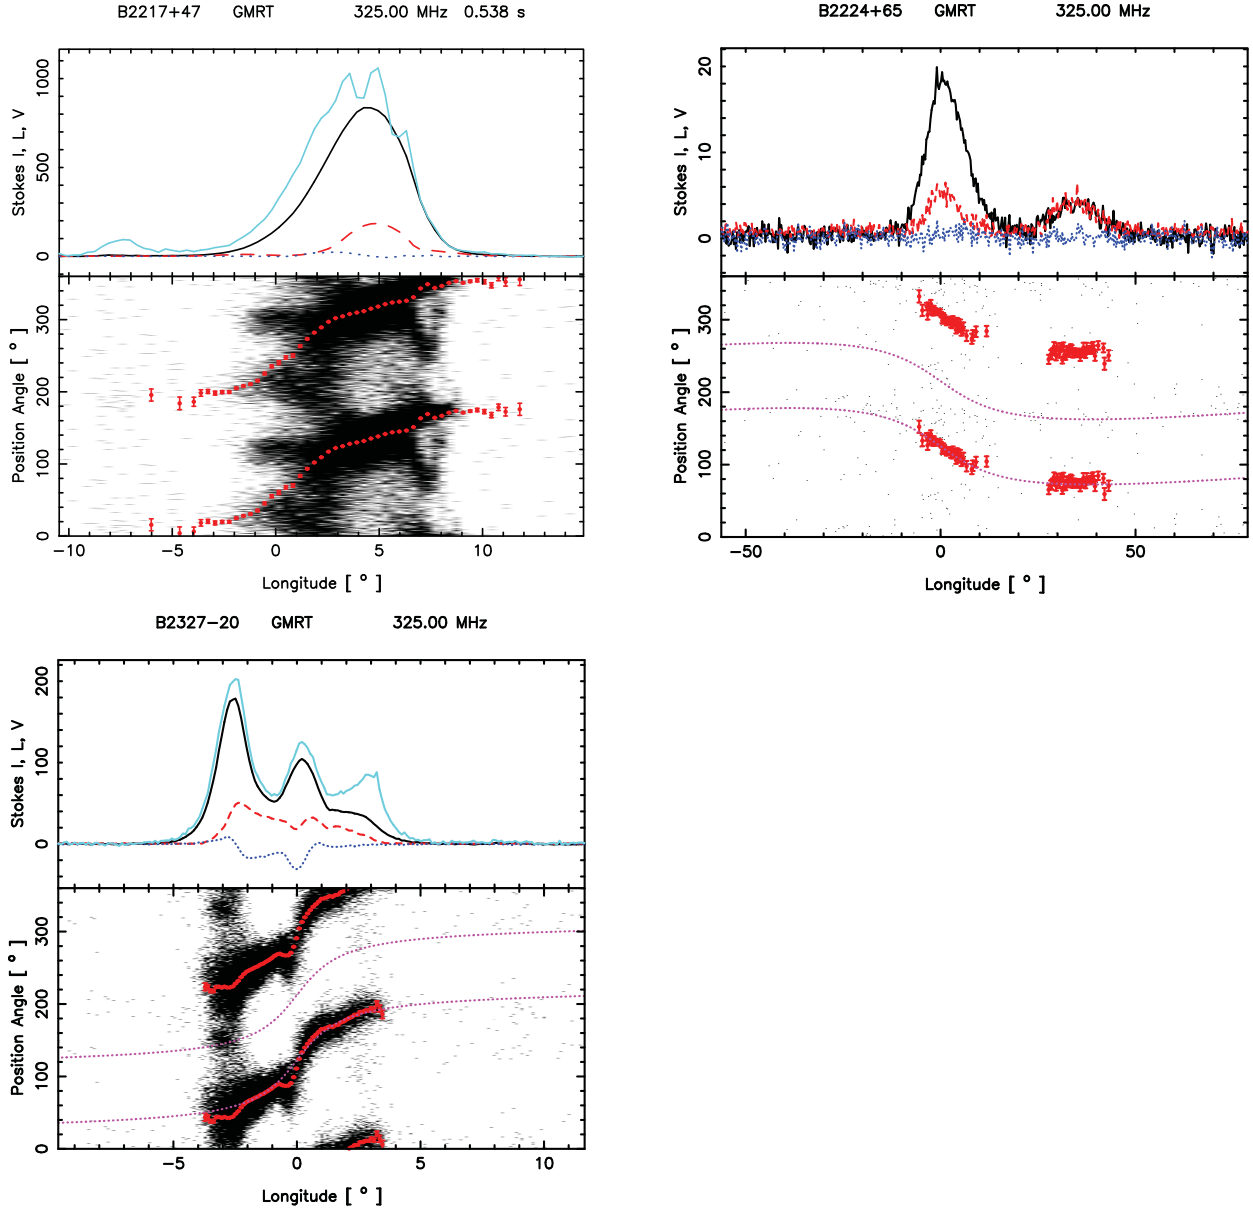 B2217+47 GMRT 325.00 MHz 0.538 s
Stokes I, L, V
0 500 1000
Position Angle [ ° ]
0 100 200 300
-10 -5 0 5 10
Longitude [ ° ]
B2224+65 GMRT 325.00 MHz
Stokes I, L, V
0 10 20
Position Angle [ ° ]
0 100 200 300
-50 0 50
Longitude [ ° ]
B2327-20 GMRT 325.00 MHz
Stokes I, L, V
0 100 200
Position Angle [ ° ]
0 100 200 300
-5 0 5 10
Longitude [ ° ]